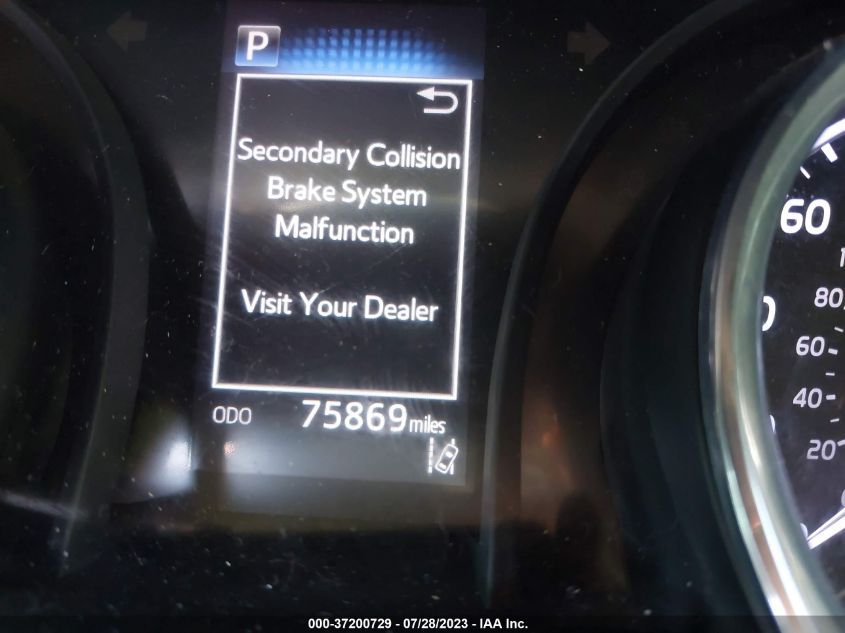 P
Secondary Collision
Brake System
Malfunction
Visit Your Dealer
ODO 75869 miles
60
80
60
40
20
000-37200729 - 07/28/2023 - IAA Inc.